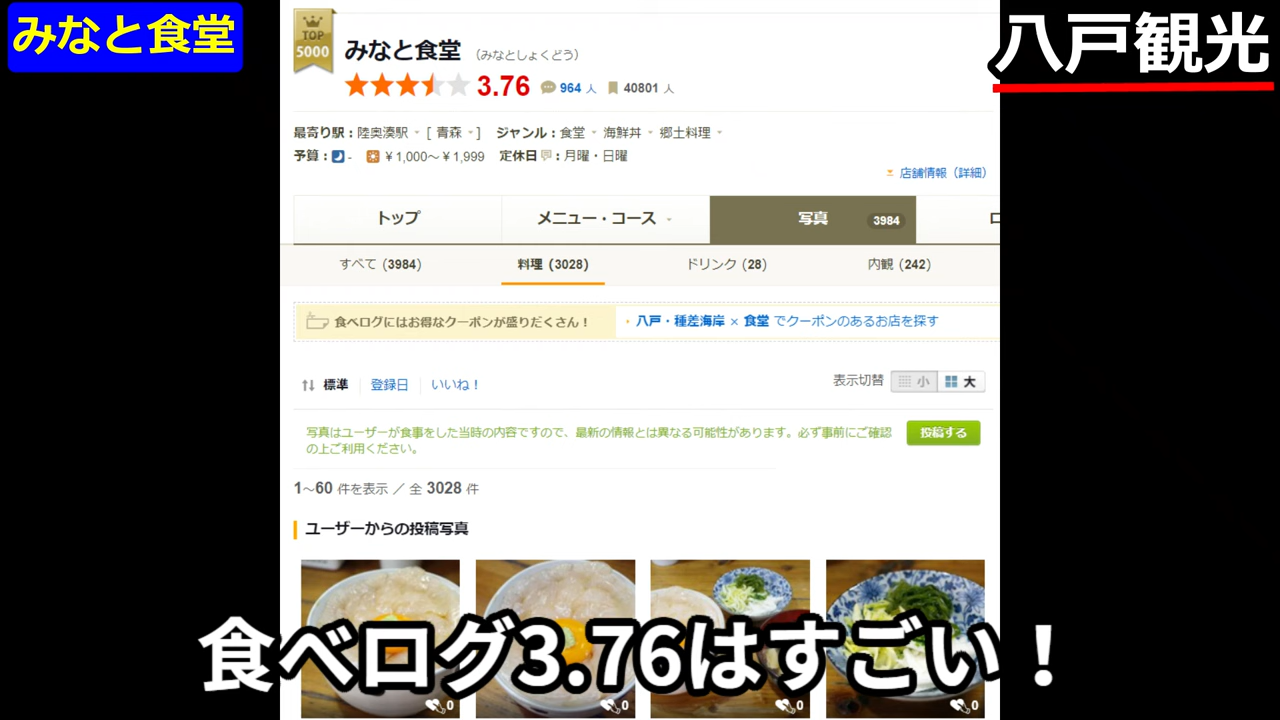 みなと食堂
八戸観光
TOP
5000
みなと食堂 (みなとしょくどう)
3.76 964 人 40801 人
最寄り駅：陸奥湊駅 [ 青森 ] ジャンル：食堂 海鮮丼 郷土料理
予算： - ￥1,000～￥1,999 定休日：月曜・日曜
店舗情報（詳細）
トップ メニュー・コース 写真 3984 ロ
すべて (3984) 料理 (3028) ドリンク (28) 内観 (242)
食べログにはお得なクーポンが盛りだくさん！ ・八戸・種差海岸 × 食堂 でクーポンのあるお店を探す
標準 登録日 いいね！ 表示切替 小 大
写真はユーザーが食事をした当時の内容ですので、最新の情報とは異なる可能性があります。必ず事前にご確認
の上ご利用ください。
投稿する
1～60 件を表示 ／ 全 3028 件
ユーザーからの投稿写真
食べログ3.76はすごい！
0 0 0 0